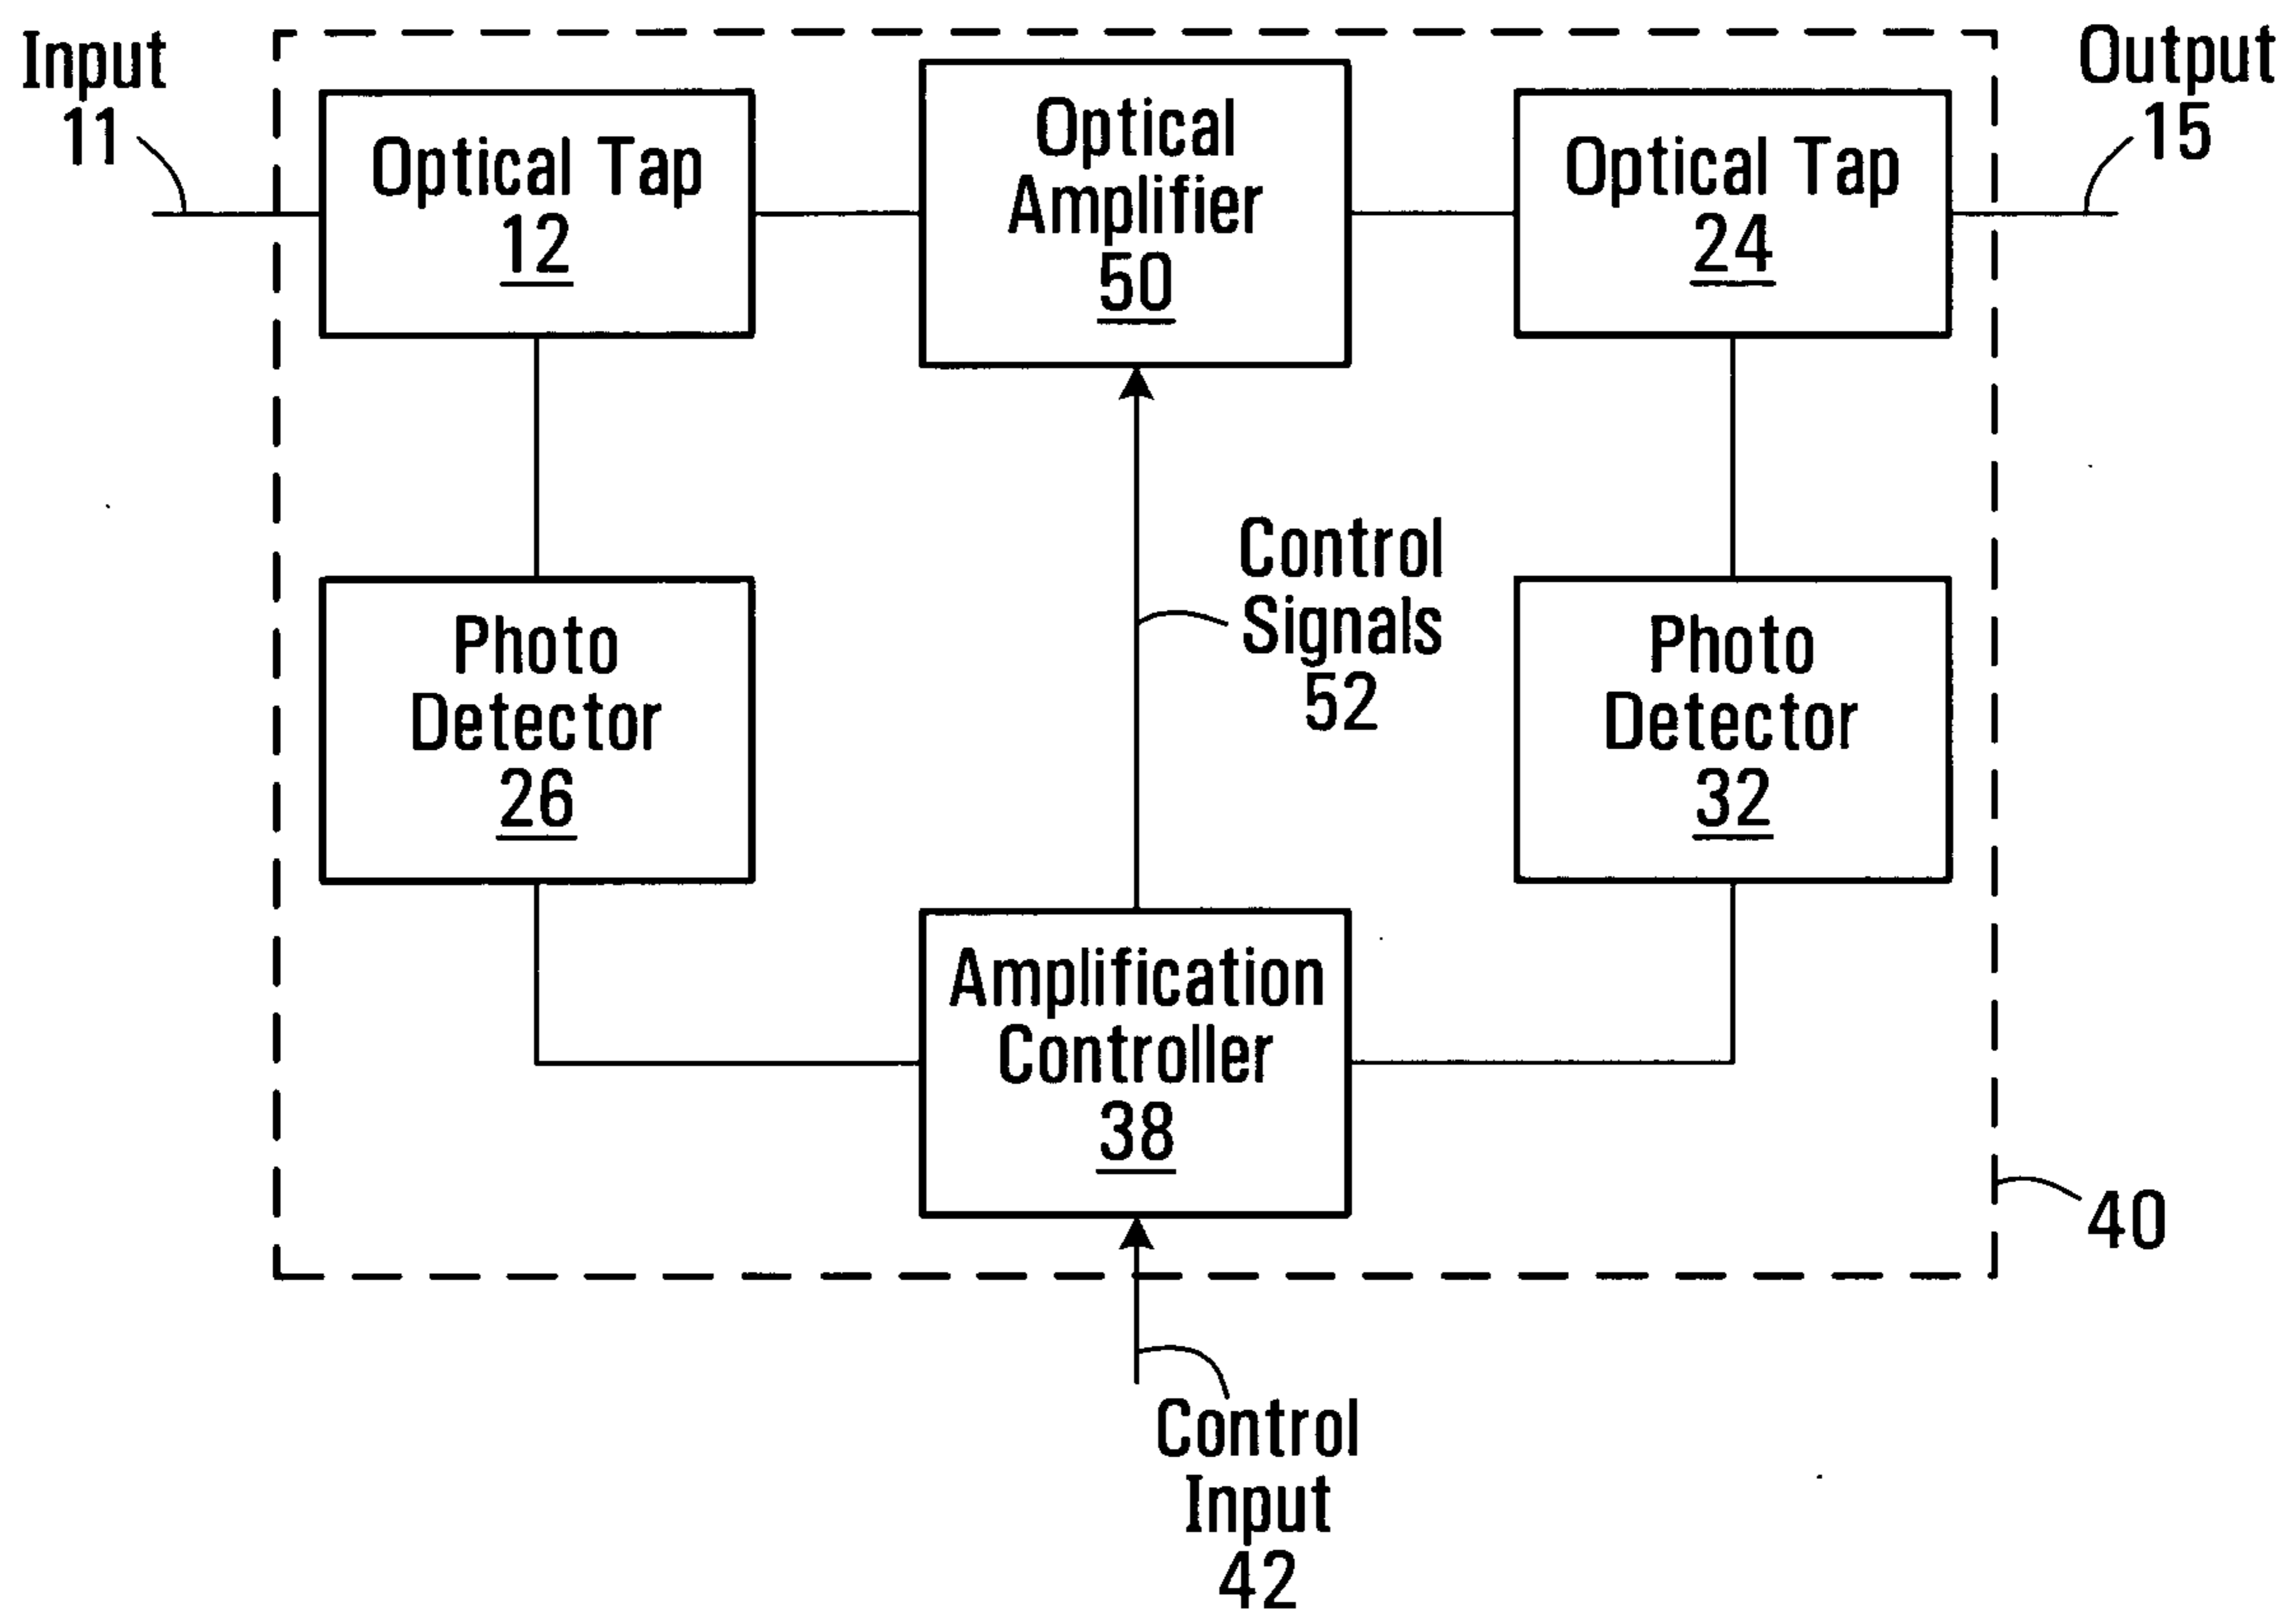 Input
11
Optical Tap
12
Optical
Amplifier
50
Optical Tap
24
Output
15
Photo
Detector
26
Control
Signals
52
Photo
Detector
32
Amplification
Controller
38
40
Control
Input
42